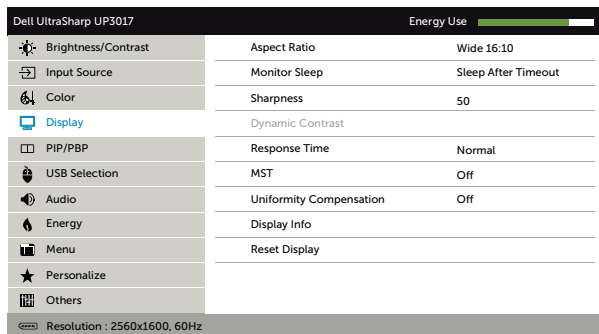 Dell UltraSharp UP3017 Energy Use
Brightness/Contrast Aspect Ratio Wide 16:10
Input Source Monitor Sleep Sleep After Timeout
Color Sharpness 50
Display Dynamic Contrast
PIP/PBP Response Time Normal
USB Selection MST Off
Audio Uniformity Compensation Off
Energy Display Info
Menu Reset Display
Personalize
Others
Resolution : 2560x1600, 60Hz